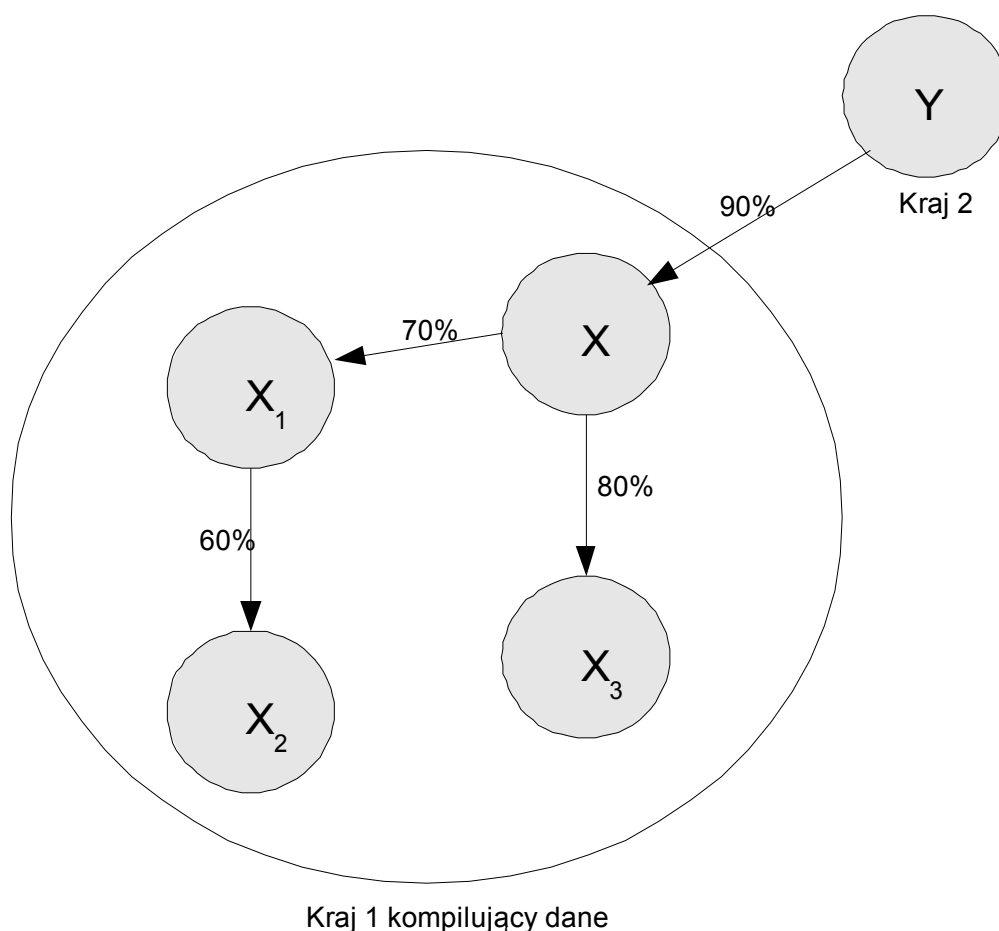 Y
Kraj 2
90%
X
70%
X1
80%
60%
X3
X2
Kraj 1 kompilujący dane